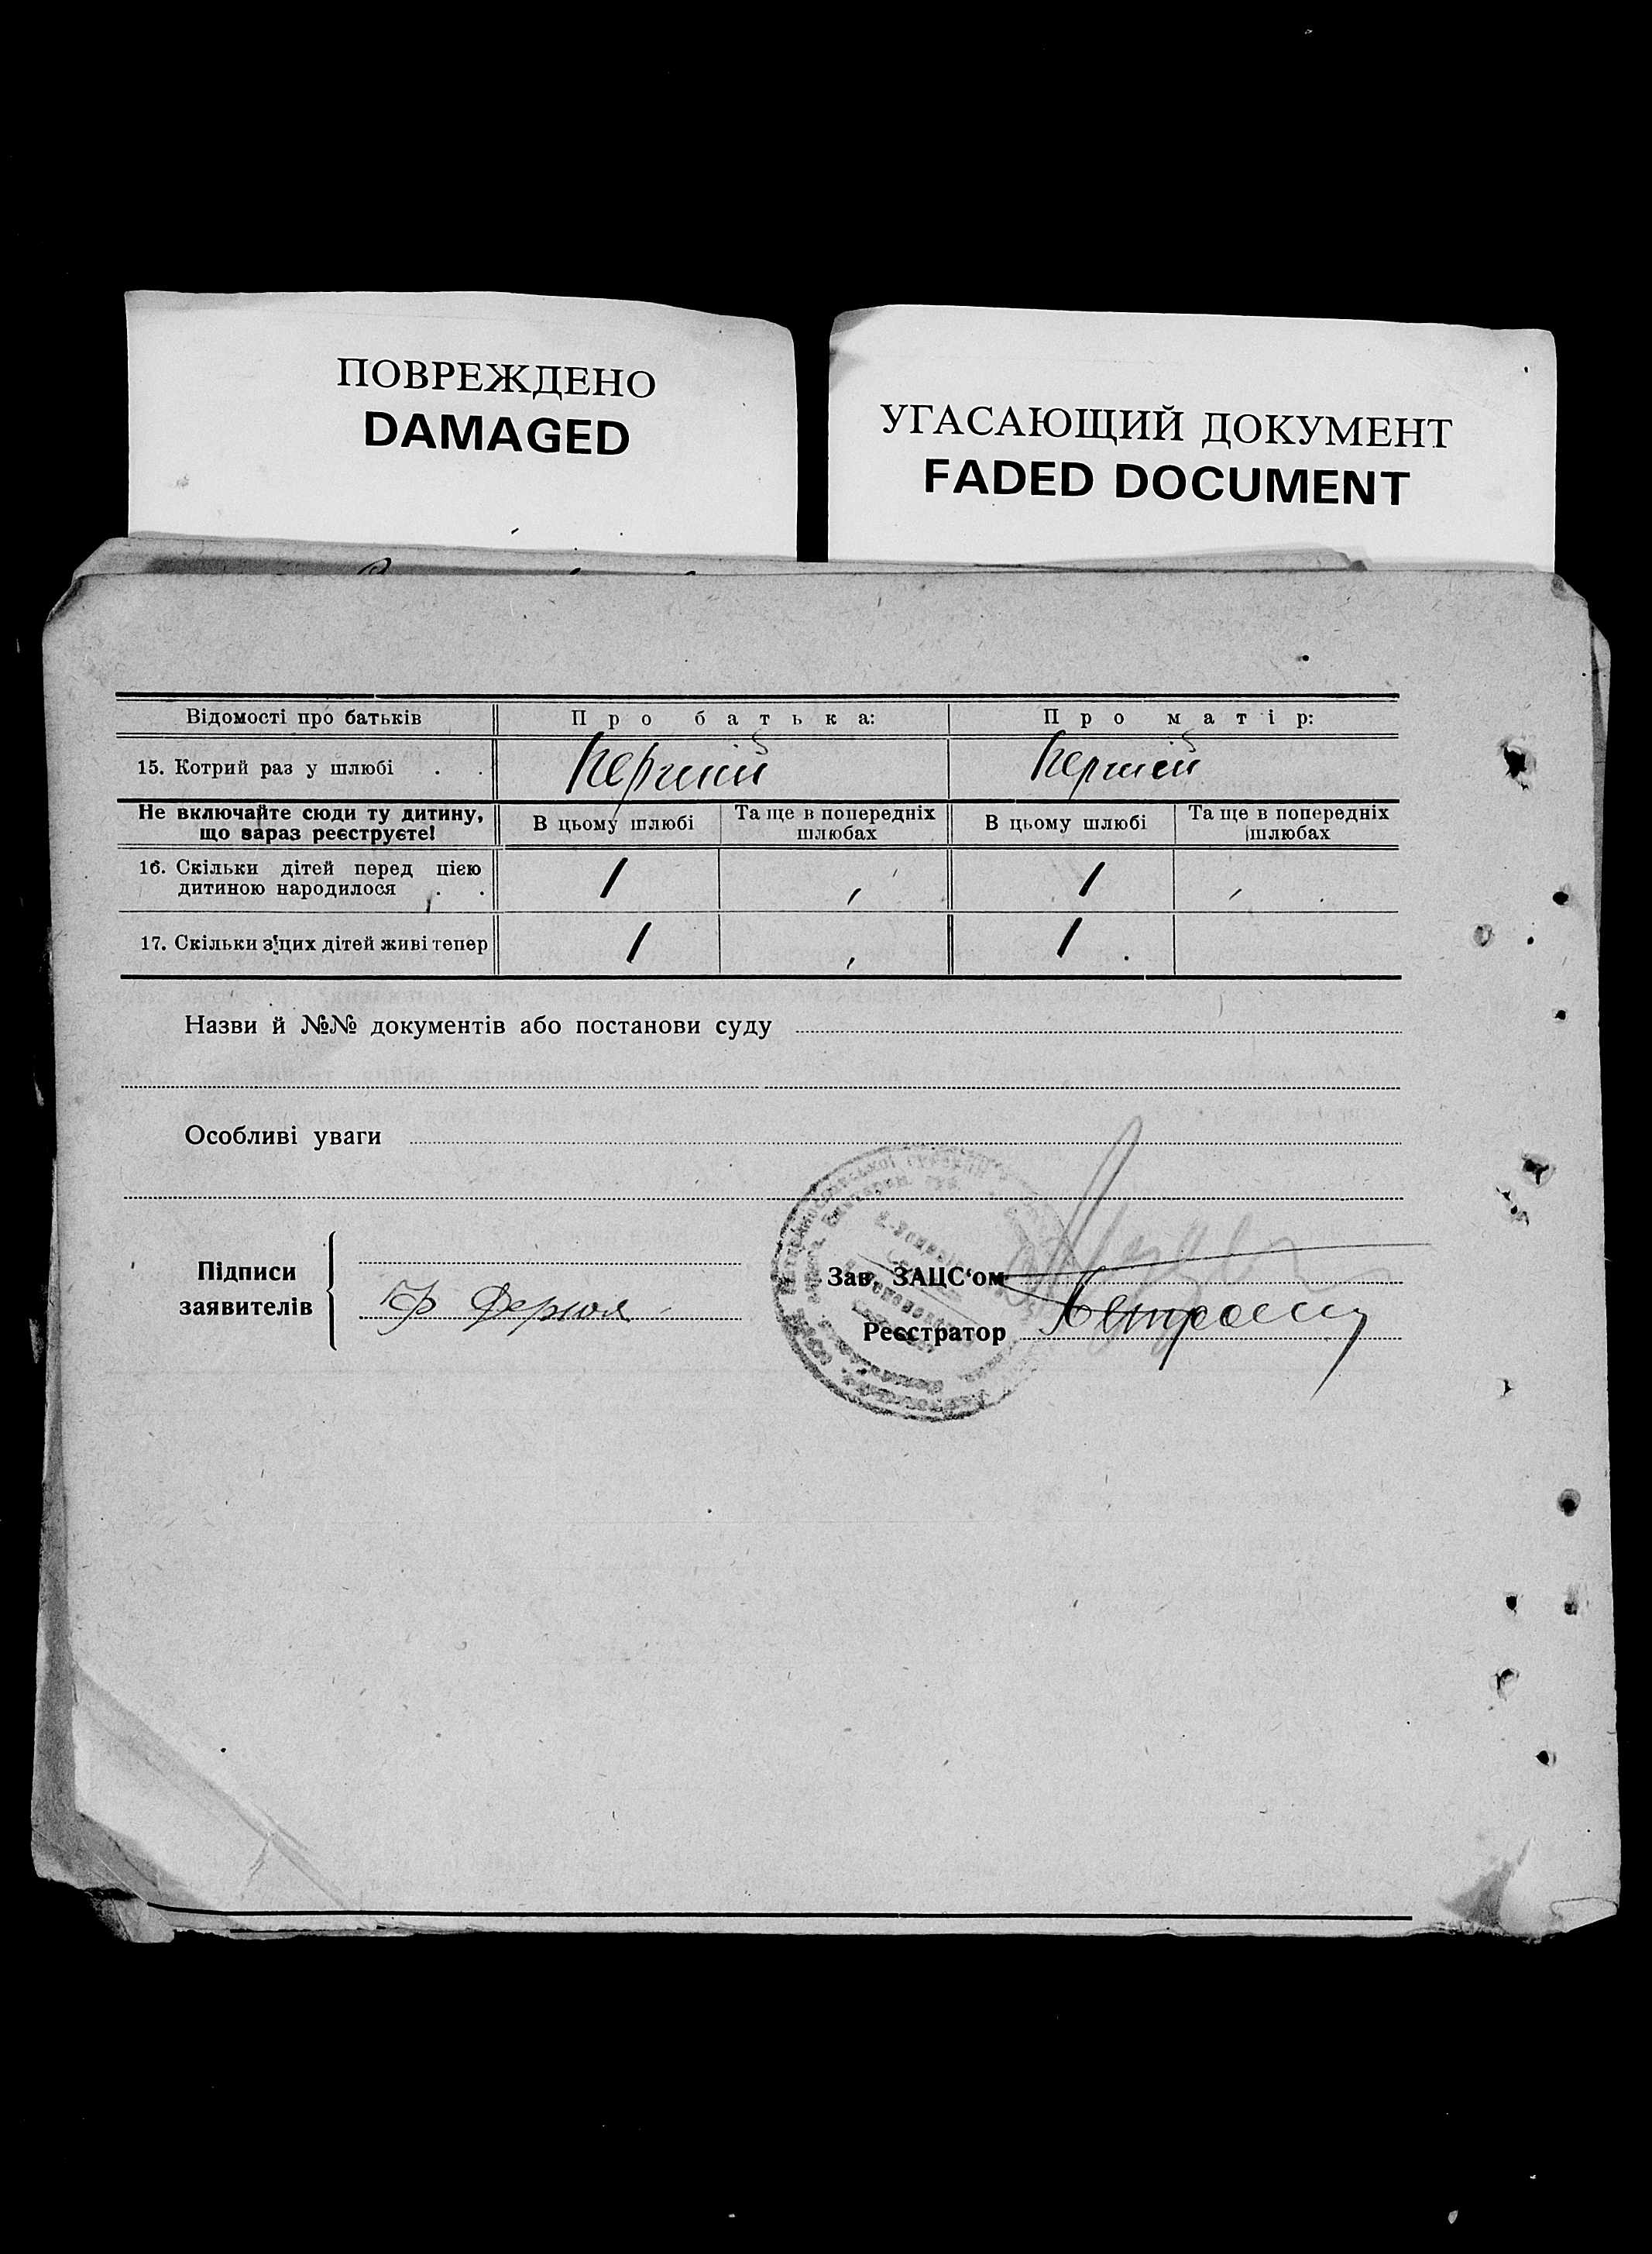 ПОВРЕЖДЕНО
DAMAGED
УГАСАЮЩИЙ ДОКУМЕНТ
FADED DOCUMENT
Відомості про батьків Про батька: Про матір:
15. Котрий раз у шлюбі . . Перший Перший
Не включайте сюди ту дитину, що зараз реєструєте! В цьому шлюбі Та ще в попередніх шлюбах В цьому шлюбі Та ще в попередніх шлюбах
16. Скільки дітей перед цією
дитиною народилося . . 1 1
17. Скільки з цих дітей живі тепер 1 1
Назви й №№ документів або постанови суду
Особливі уваги
Підписи
заявителів
Зав. ЗАЦС‘ом
Реєстратор